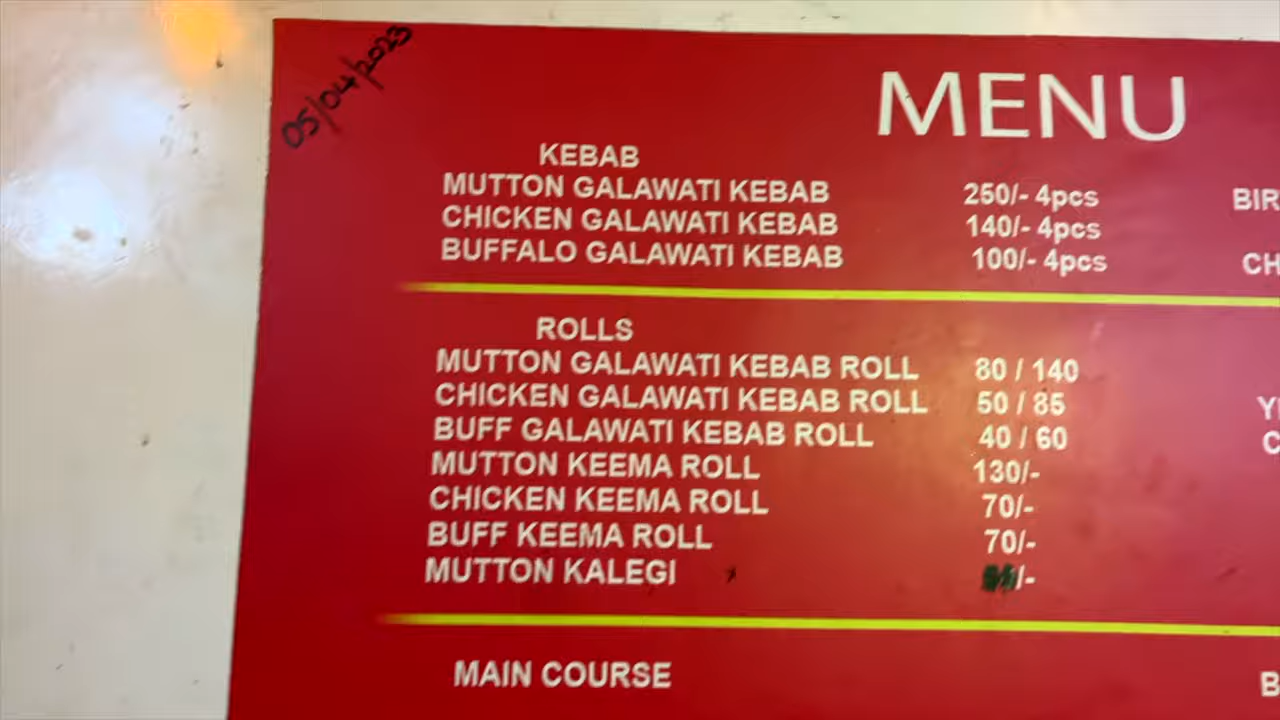 05/04/2023
MENU
KEBAB
MUTTON GALAWATI KEBAB 250/- 4pcs
CHICKEN GALAWATI KEBAB 140/- 4pcs
BUFFALO GALAWATI KEBAB 100/- 4pcs
ROLLS
MUTTON GALAWATI KEBAB ROLL 80 / 140
CHICKEN GALAWATI KEBAB ROLL 50 / 85
BUFF GALAWATI KEBAB ROLL 40 / 60
MUTTON KEEMA ROLL 130/-
CHICKEN KEEMA ROLL 70/-
BUFF KEEMA ROLL 70/-
MUTTON KALEGI /-
MAIN COURSE